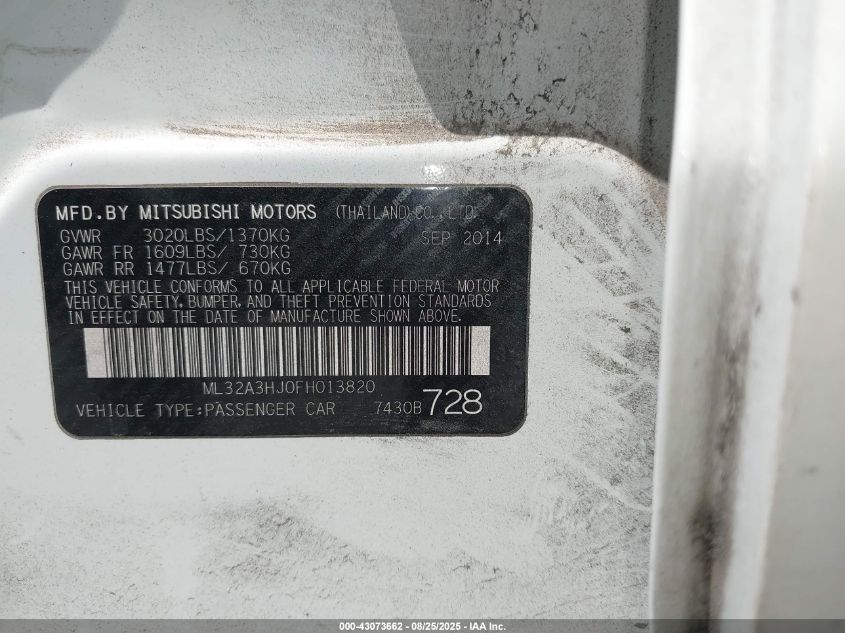 MFD.BY MITSUBISHI MOTORS (THAILAND)CO.,LTD.
GVWR 3020LBS/1370KG SEP 2014
GAWR FR 1609LBS/ 730KG
GAWR RR 1477LBS/ 670KG
THIS VEHICLE CONFORMS TO ALL APPLICABLE FEDERAL MOTOR
VEHICLE SAFETY, BUMPER, AND THEFT PREVENTION STANDARDS
IN EFFECT ON THE DATE OF MANUFACTURE SHOWN ABOVE.
ML32A3HJ0FH013820
VEHICLE TYPE:PASSENGER CAR 7430B 728
000-43073662 - 08/25/2025 - IAA Inc.